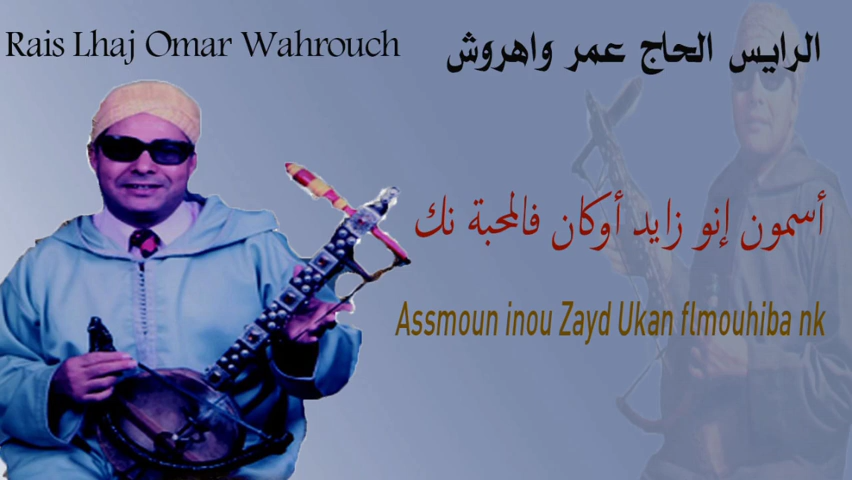 Rais Lhaj Omar Wahrouch
الرايس الحاج عمر واهروش
أسمون إنو زايد أوكان فالمحبة نك
Assmoun inou Zayd Ukan flmouhiba nk